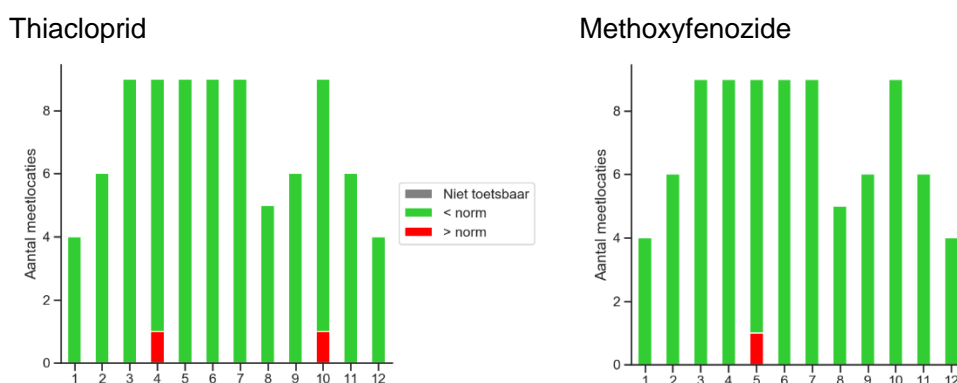 Thiacloprid
Methoxyfenozide
8
6
4
2
0
Aantal meetlocaties
1 2 3 4 5 6 7 8 9 10 11 12
Niet toetsbaar
< norm
> norm
8
6
4
2
0
Aantal meetlocaties
1 2 3 4 5 6 7 8 9 10 11 12